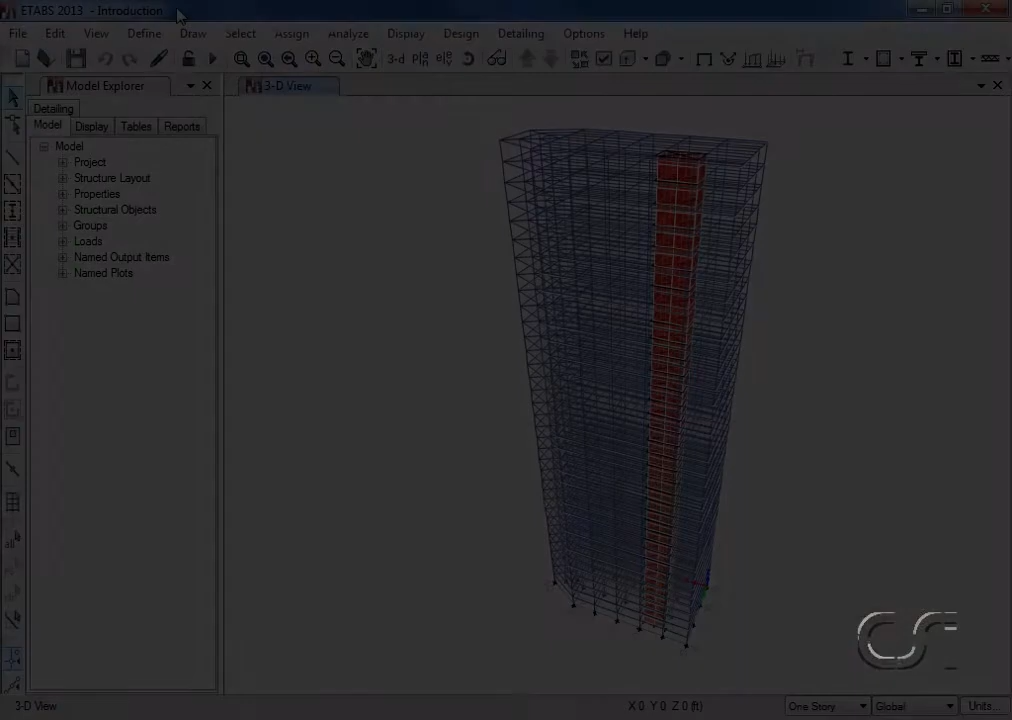 ETABS 2013 - Introduction
File Edit View Define Draw Select Assign Analyze Display Design Detailing Options Help
3-d
Model Explorer
3-D View
Detailing
Model Display Tables Reports
Model
Project
Structure Layout
Properties
Structural Objects
Groups
Loads
Named Output Items
Named Plots
all
3-D View
X 0 Y 0 Z 0 (ft)
One Story
Global
Units...